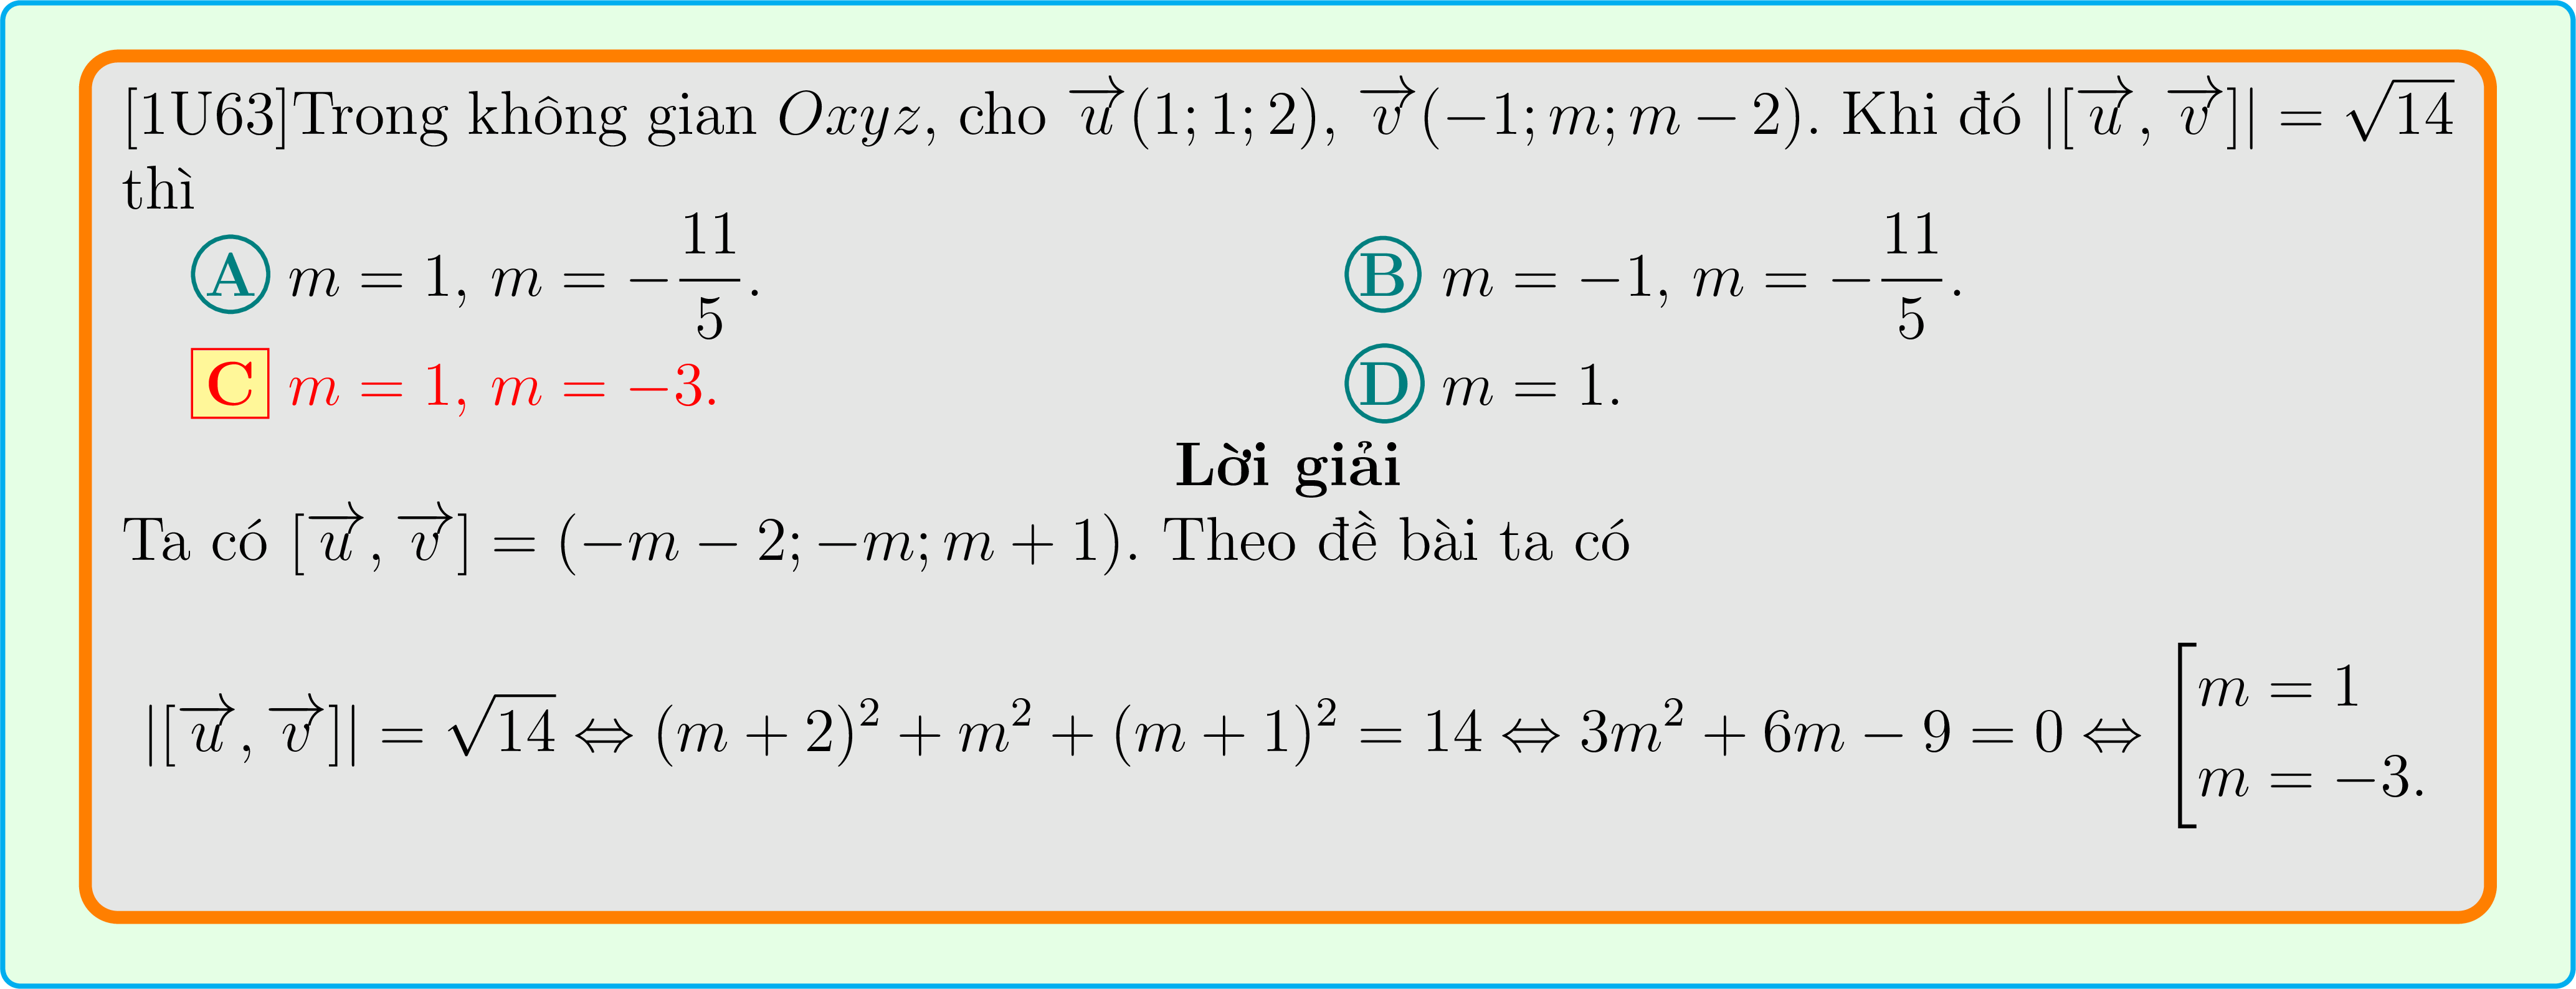 [1U63]Trong không gian Oxyz, cho $\overrightarrow{u}(1;1;2)$, $\overrightarrow{v}(-1;m;m-2)$. Khi đó $|[\overrightarrow{u},\overrightarrow{v}]| = \sqrt{14}$
thì
A $m = 1, m = -\dfrac{11}{5}$. B $m = -1, m = -\dfrac{11}{5}$.
C $m = 1, m = -3$. D $m = 1$.
Lời giải
Ta có $[\overrightarrow{u},\overrightarrow{v}] = (-m-2;-m;m+1)$. Theo đề bài ta có
$|[\overrightarrow{u},\overrightarrow{v}]| = \sqrt{14} \Leftrightarrow (m+2)^2 + m^2 + (m+1)^2 = 14 \Leftrightarrow 3m^2 + 6m - 9 = 0 \Leftrightarrow \left[\begin{array}{l} m = 1 \\ m = -3. \end{array}\right.$